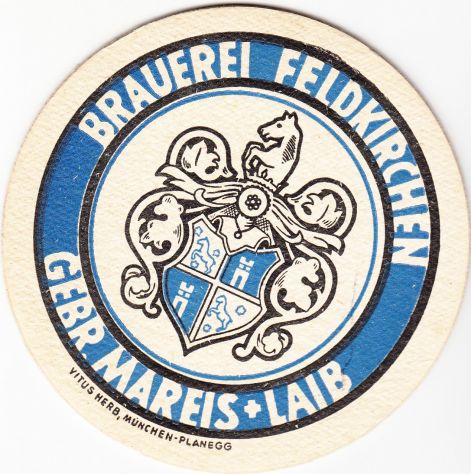 BRAUEREI FELDKIRCHEN
GEBR. MAREIS + LAIB
VITUS HERB, MÜNCHEN-PLANEGG